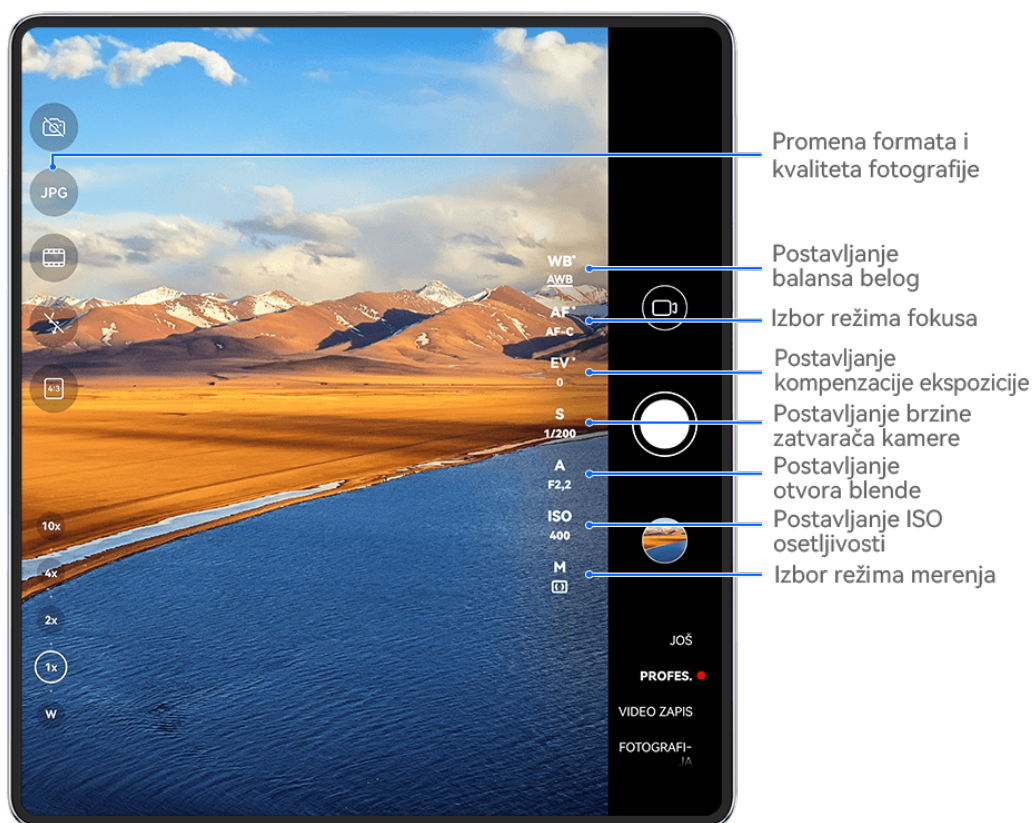 JPG
4:3
10x
4x
2x
1x
W
WB
AWB
AF
AF-C
EV
0
S
1/200
A
F2,2
ISO
400
M
JOŠ
PROFES.
VIDEO ZAPIS
FOTOGRAFI-
JA
Promena formata i
kvaliteta fotografije
Postavljanje
balansa belog
Izbor režima fokusa
Postavljanje
kompenzacije ekspozicije
Postavljanje brzine
zatvarača kamere
Postavljanje
otvora blende
Postavljanje ISO
osetljivosti
Izbor režima merenja